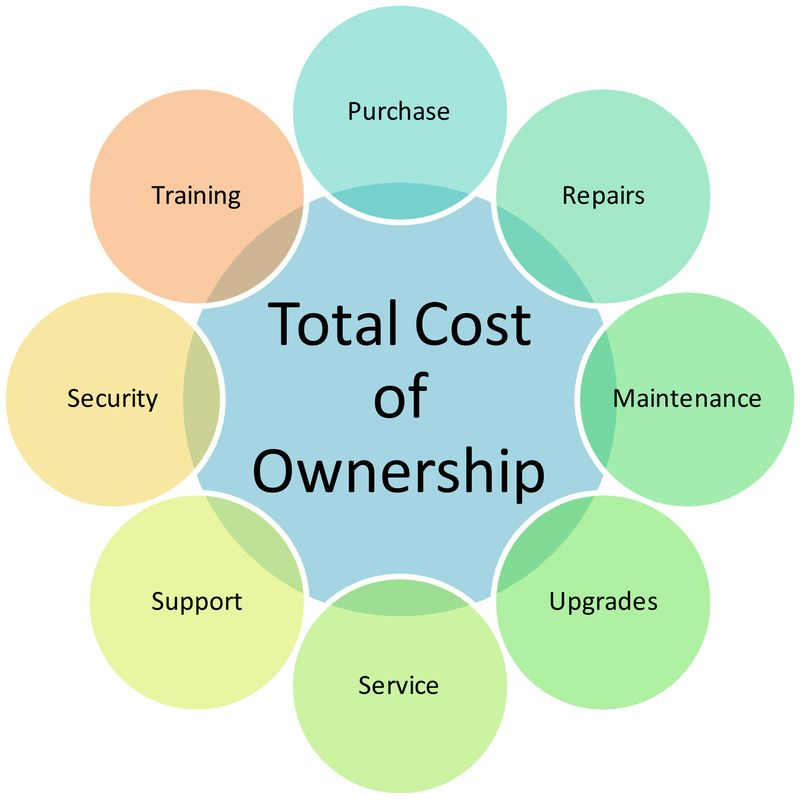 Total Cost
of
Ownership
Purchase
Repairs
Maintenance
Upgrades
Service
Support
Security
Training